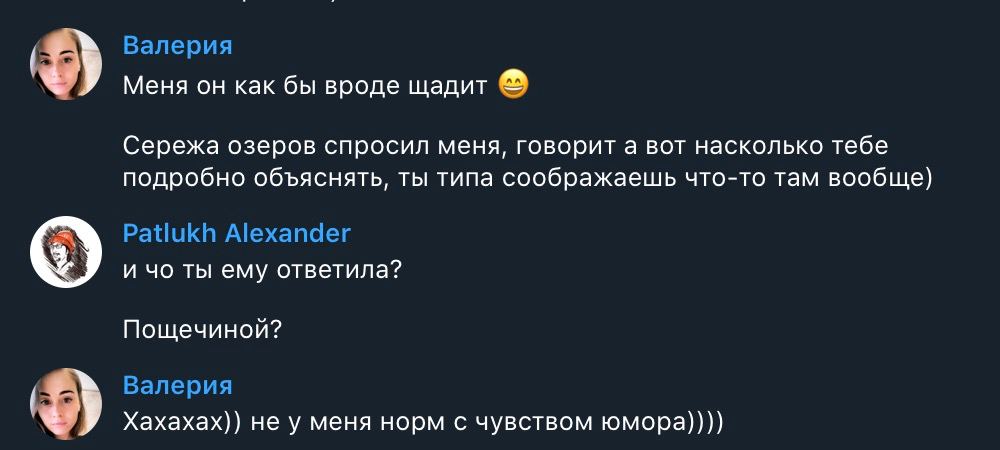 Валерия
Меня он как бы вроде щадит 😄
Сережа озеров спросил меня, говорит а вот насколько тебе
подробно объяснять, ты типа соображаешь что-то там вообще)
Patlukh Alexander
и чо ты ему ответила?
Пощечиной?
Валерия
Хахахах)) не у меня норм с чувством юмора))))